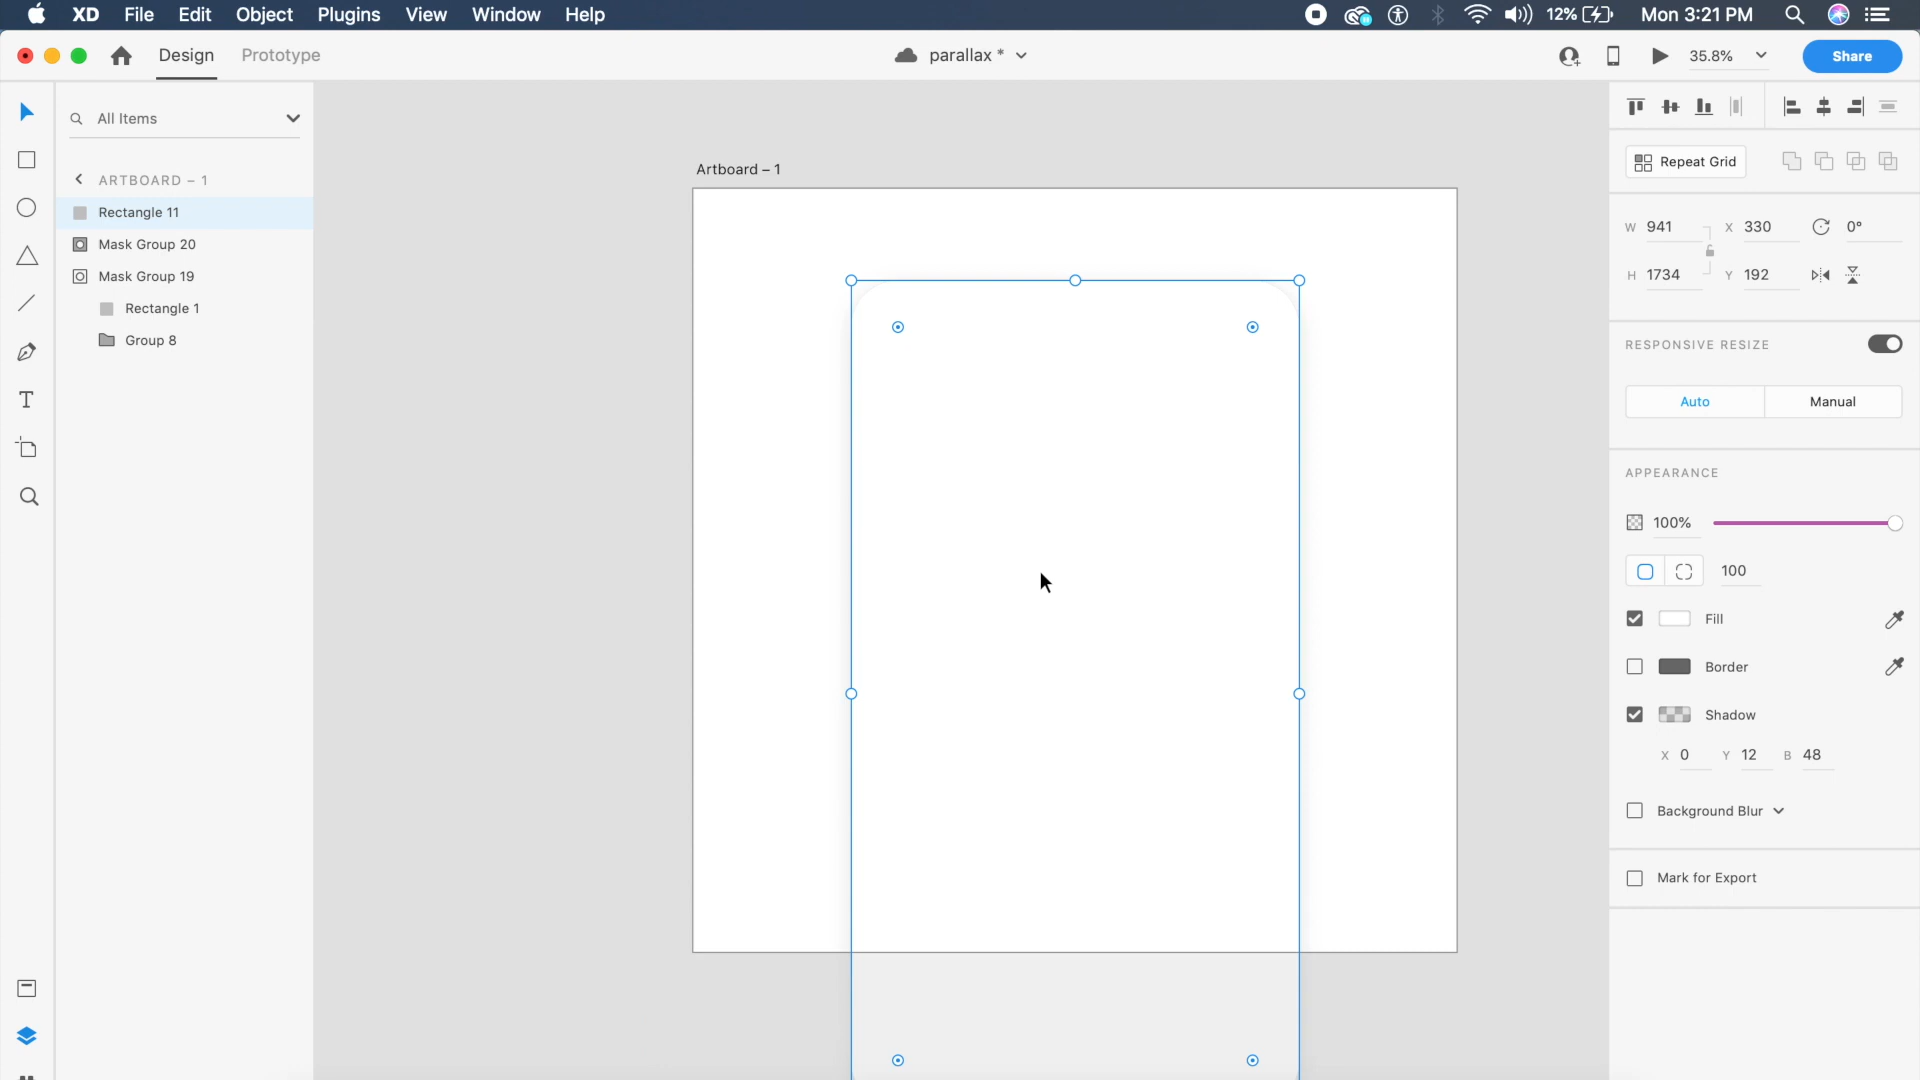 XD File Edit Object Plugins View Window Help 12% Mon 3:21 PM
Design Prototype parallax * 35.8% Share
All Items
ARTBOARD – 1
Rectangle 11
Mask Group 20
Mask Group 19
Rectangle 1
Group 8
T
Artboard – 1
Repeat Grid
W 941 X 330 0°
H 1734 Y 192
RESPONSIVE RESIZE
Auto Manual
APPEARANCE
100%
100
Fill
Border
Shadow
X 0 Y 12 B 48
Background Blur
Mark for Export